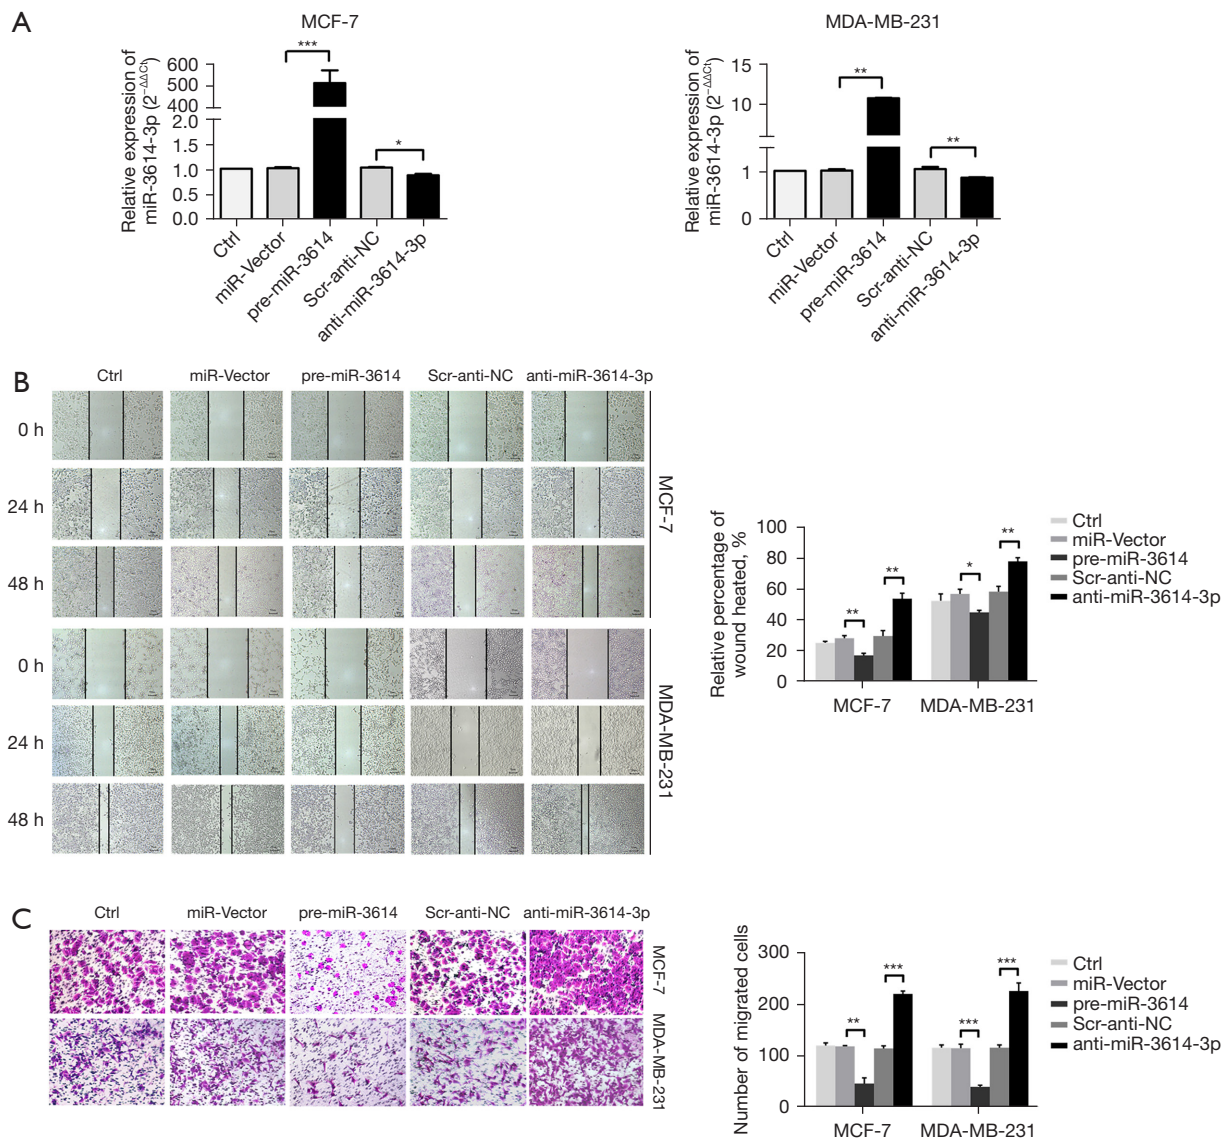 A
MCF-7
Relative expression of
miR-3614-3p (2⁻ΔΔCt)
***
*
600
500
400
2.0
1.5
1.0
0.5
0.0
Ctrl
miR-Vector
pre-miR-3614
Scr-anti-NC
anti-miR-3614-3p
MDA-MB-231
Relative expression of
miR-3614-3p (2⁻ΔΔCt)
**
**
15
10
1
0
Ctrl
miR-Vector
pre-miR-3614
Scr-anti-NC
anti-miR-3614-3p
B
Ctrl miR-Vector pre-miR-3614 Scr-anti-NC anti-miR-3614-3p
0 h
24 h
48 h
MCF-7
0 h
24 h
48 h
MDA-MB-231
Relative percentage of
wound heated, %
100
80
60
40
20
0
**
**
*
**
MCF-7 MDA-MB-231
Ctrl
miR-Vector
pre-miR-3614
Scr-anti-NC
anti-miR-3614-3p
C
Ctrl miR-Vector pre-miR-3614 Scr-anti-NC anti-miR-3614-3p
MCF-7
MDA-MB-231
Number of migrated cells
300
200
100
0
**
***
***
***
MCF-7 MDA-MB-231
Ctrl
miR-Vector
pre-miR-3614
Scr-anti-NC
anti-miR-3614-3p